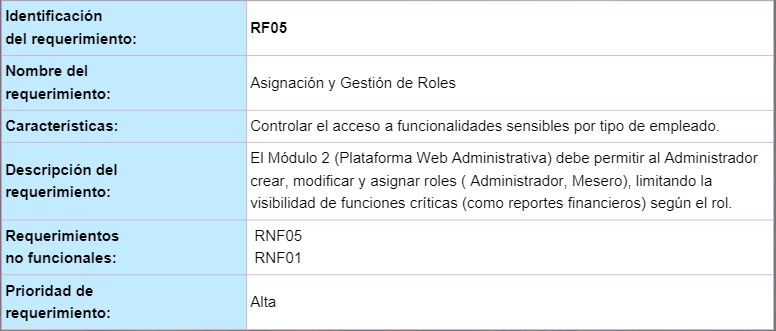 Identificación
del requerimiento:
RF05
Nombre del
requerimiento:
Asignación y Gestión de Roles
Características:
Controlar el acceso a funcionalidades sensibles por tipo de empleado.
Descripción del
requerimiento:
El Módulo 2 (Plataforma Web Administrativa) debe permitir al Administrador
crear, modificar y asignar roles ( Administrador, Mesero), limitando la
visibilidad de funciones críticas (como reportes financieros) según el rol.
Requerimientos
no funcionales:
RNF05
RNF01
Prioridad de
requerimiento:
Alta